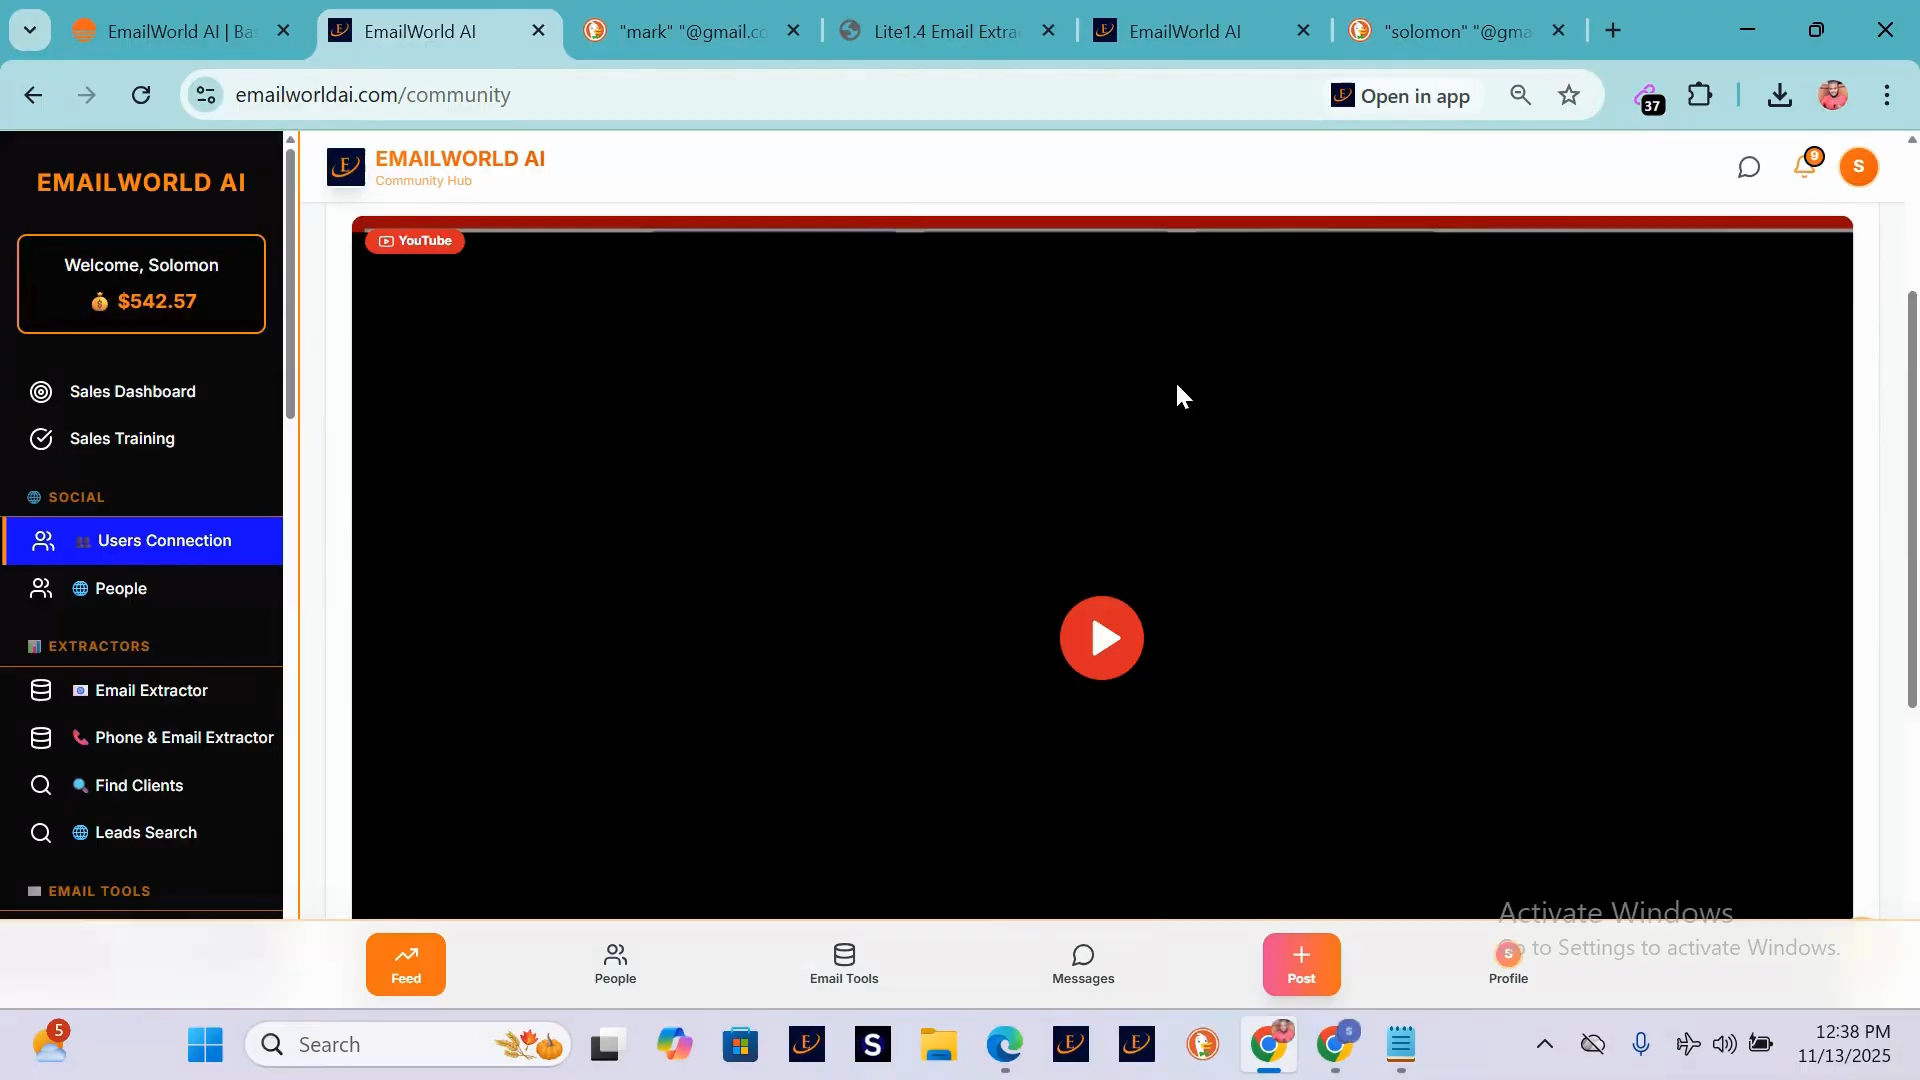 EmailWorld AI | Ba
EmailWorld AI
"mark" "@gmail.co
Lite1.4 Email Extra
EmailWorld AI
"solomon" "@gma
emailworldai.com/community
Open in app
37
EMAILWORLD AI
Welcome, Solomon
$542.57
Sales Dashboard
Sales Training
SOCIAL
Users Connection
People
EXTRACTORS
Email Extractor
Phone & Email Extractor
Find Clients
Leads Search
EMAIL TOOLS
E
EMAILWORLD AI
Community Hub
9
S
YouTube
Activate Windows
to Settings to activate Windows.
Feed
People
Email Tools
Messages
Post
S
Profile
5
Search
12:38 PM
11/13/2025